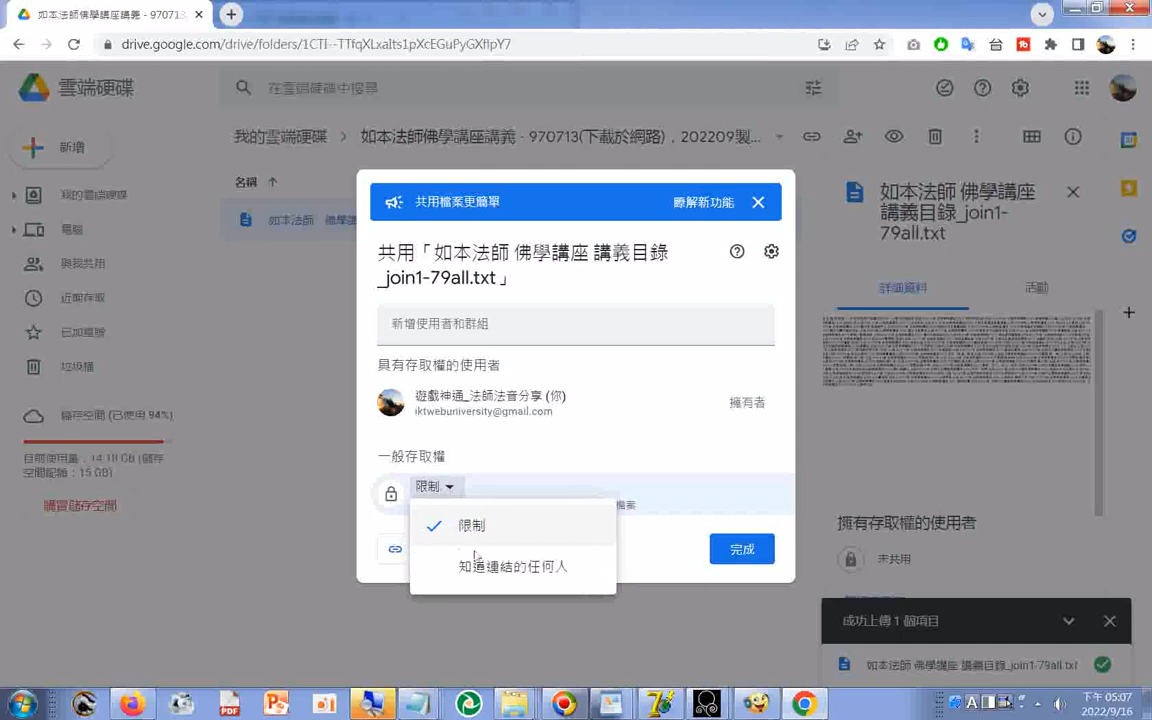 如本法師佛學講座講義 - 970713
drive.google.com/drive/folders/1CTI--TTfqXLxaIts1pXcEGuPyGXfIpY7
雲端硬碟
在雲端硬碟中搜尋
新增
我的雲端硬碟
電腦
與我共用
近期存取
已加星號
垃圾桶
儲存空間 (已使用 94%)
目前使用量：14.18 GB (儲存
空間配額：15 GB)
購買儲存空間
我的雲端硬碟 > 如本法師佛學講座講義 - 970713(下載於網路)，202209製...
名稱
如本法師 佛學講座
共用檔案更簡單
瞭解新功能
共用「如本法師 佛學講座 講義目錄
_join1-79all.txt」
新增使用者和群組
具有存取權的使用者
遊戲神通_法師法音分享 (你)
iktwebuniversity@gmail.com
擁有者
一般存取權
限制
檔案
限制
知道連結的任何人
完成
如本法師 佛學講座
講義目錄_join1-
79all.txt
詳細資料
活動
擁有存取權的使用者
未共用
成功上傳 1 個項目
如本法師 佛學講座 講義目錄_join1-79all.txt
下午 05:07
2022/9/16